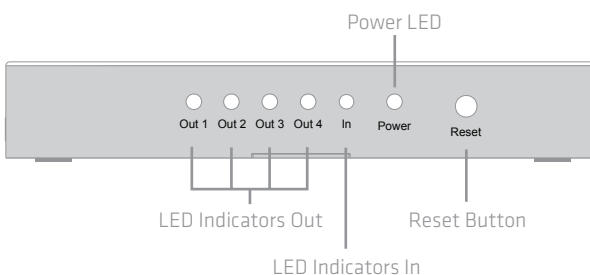 Power LED
Out 1 Out 2 Out 3 Out 4 In Power Reset
LED Indicators Out Reset Button
LED Indicators In